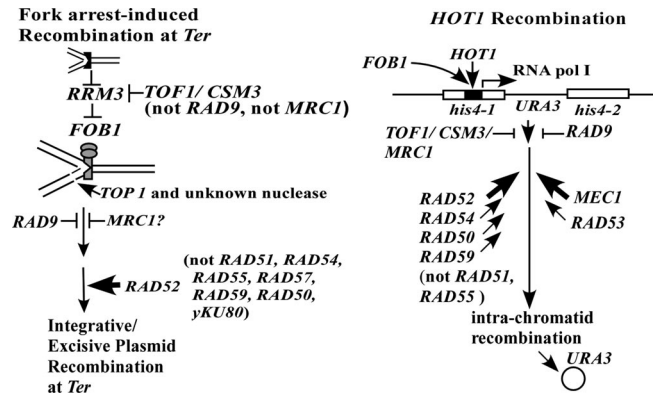 Fork arrest-induced
Recombination at Ter
RRM3
TOF1/ CSM3
(not RAD9, not MRC1)
FOB1
TOP 1 and unknown nuclease
RAD9
MRC1?
RAD52
(not RAD51, RAD54,
RAD55, RAD57,
RAD59, RAD50,
yKU80)
Integrative/
Excisive Plasmid
Recombination
at Ter
HOT1 Recombination
FOB1
HOT1
RNA pol I
his4-1
URA3
his4-2
TOF1/ CSM3/
MRC1
RAD9
RAD52
RAD54
RAD50
RAD59
(not RAD51,
RAD55 )
MEC1
RAD53
intra-chromatid
recombination
URA3